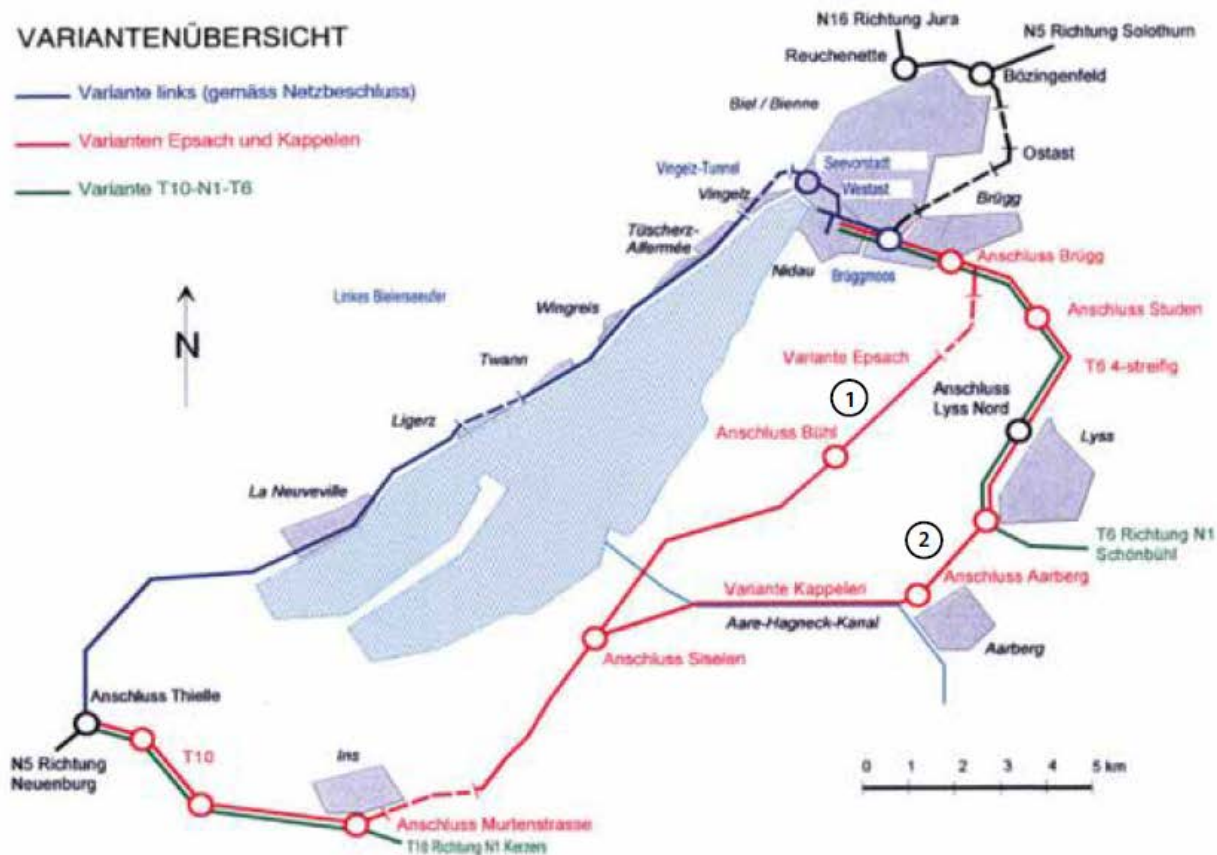 VARIANTENÜBERSICHT
Variante links (gemäss Netzbeschluss)
Varianten Epsach und Kappelen
Variante T10-N1-T6
N16 Richtung Jura
N5 Richtung Solothurn
Reuchenette
Bözingenfeld
Biel / Bienne
Ostast
Vingelz-Tunnel
Seevorstadt
Westast
Vingelz
Brügg
Tüscherz-
Alfermée
Nidau
Brüggmoos
Anschluss Brügg
N
Linkes Bielerseeufer
Wingreis
Anschluss Studen
Twann
Variante Epsach
T6 4-streifig
1
Anschluss
Lyss Nord
Ligerz
Anschluss Bühl
Lyss
La Neuveville
2
T6 Richtung N1
Schönbühl
Variante Kappelen
Anschluss Aarberg
Aare-Hagneck-Kanal
Anschluss Siselen
Aarberg
Anschluss Thielle
T10
Ins
N5 Richtung
Neuenburg
0 1 2 3 4 5 km
Anschluss Murtenstrasse
T10 Richtung N1 Kerzers